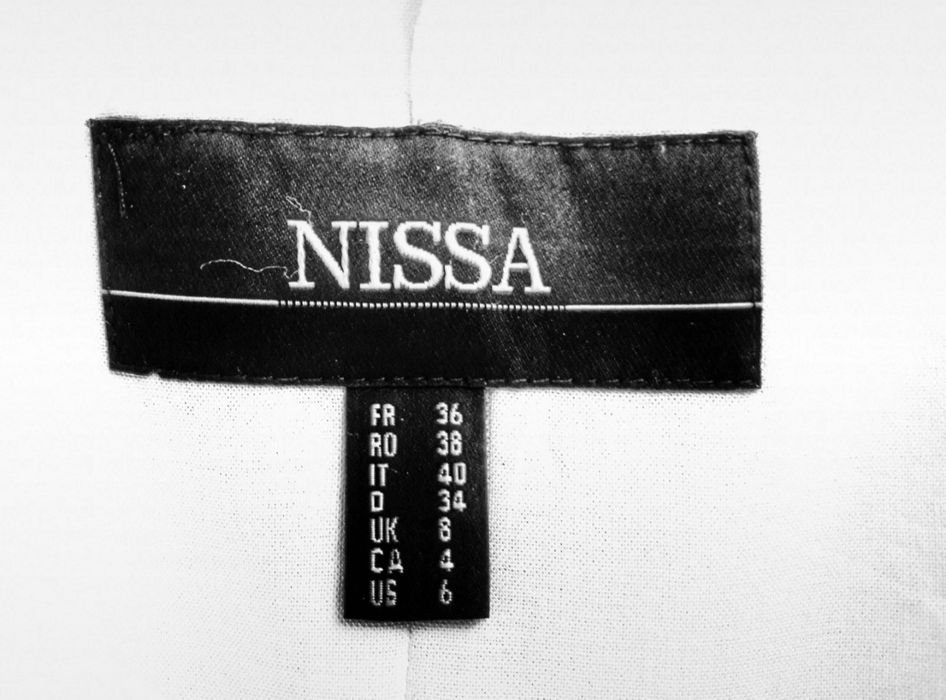 NISSA
FR 36
RO 38
IT 40
D 34
UK 8
CA 4
US 6